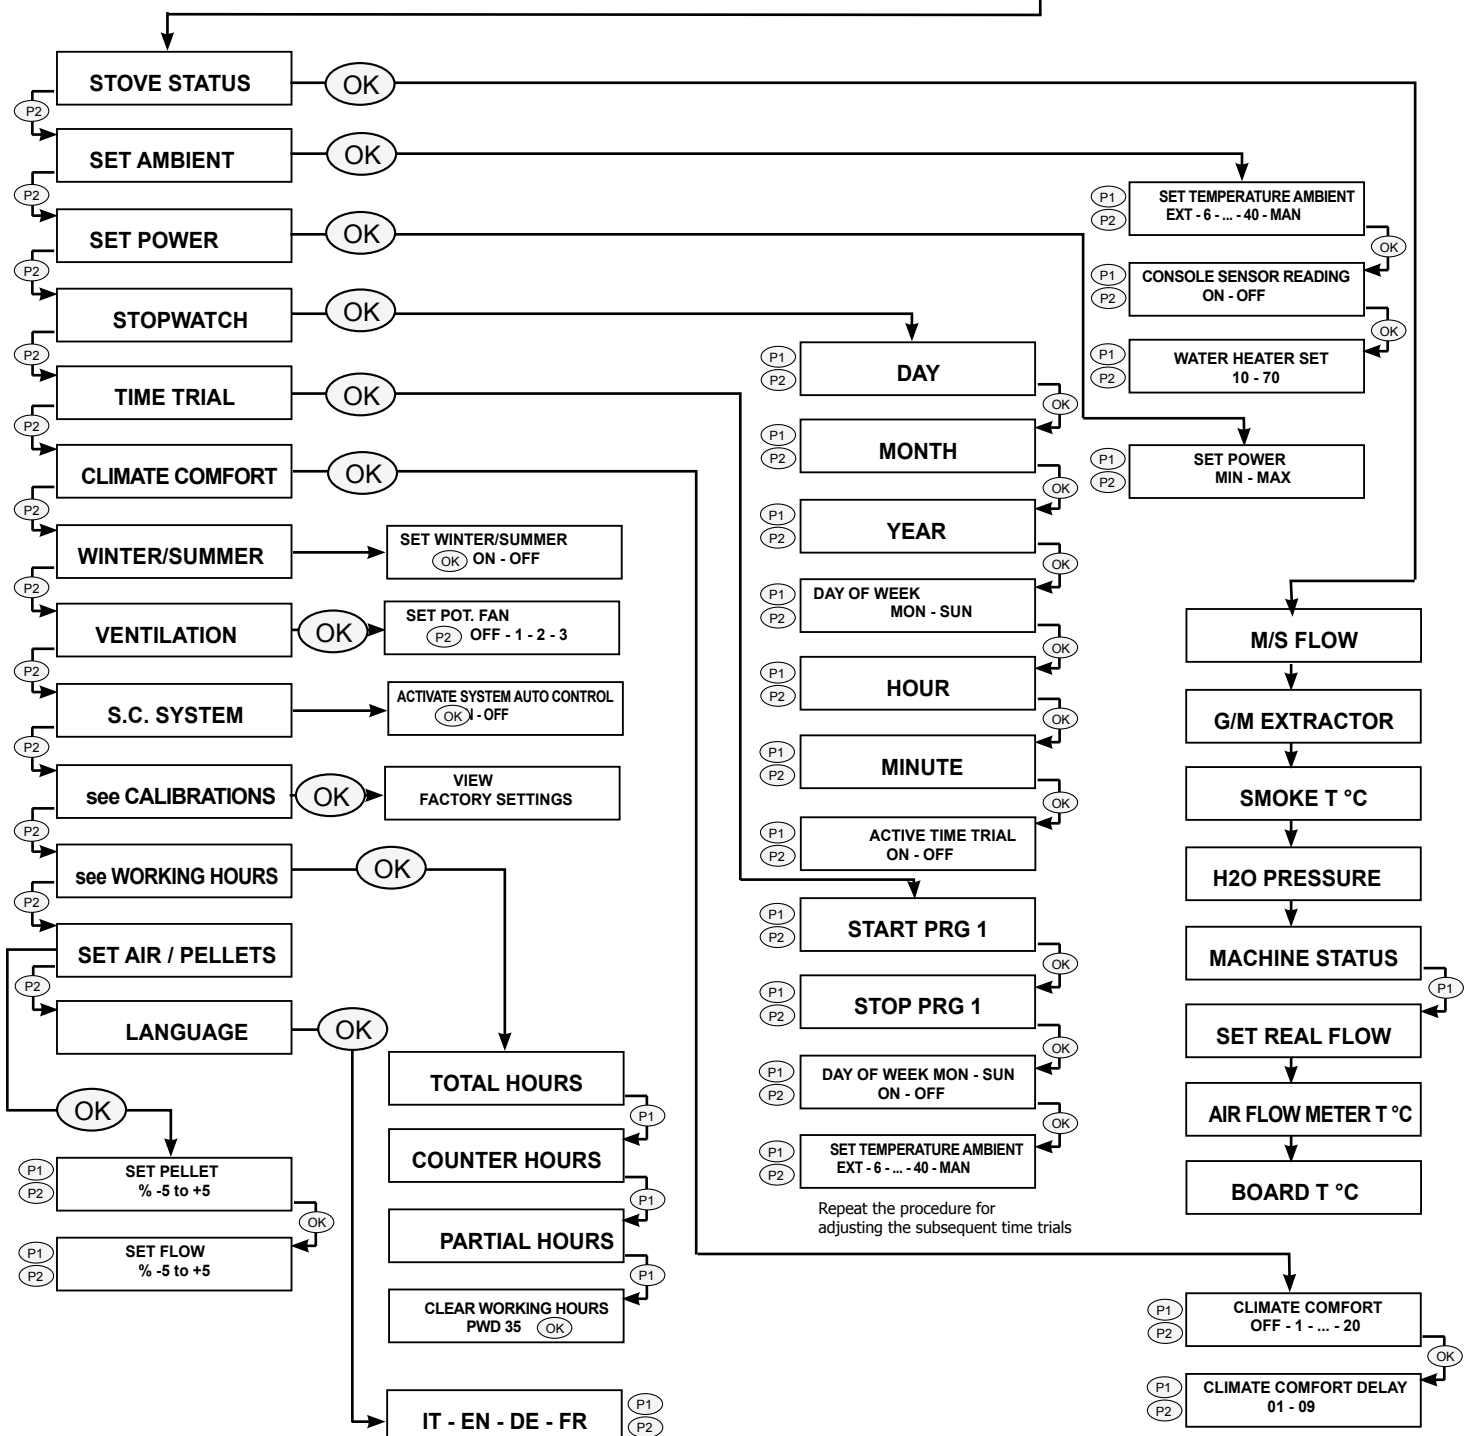 STOVE STATUS
OK
P2
SET AMBIENT
OK
P2
SET POWER
OK
P2
STOPWATCH
OK
P2
TIME TRIAL
OK
P2
CLIMATE COMFORT
OK
P2
WINTER/SUMMER
SET WINTER/SUMMER
OK ON - OFF
P2
VENTILATION
OK
SET POT. FAN
P2 OFF - 1 - 2 - 3
P2
S.C. SYSTEM
ACTIVATE SYSTEM AUTO CONTROL
OK - OFF
P2
see CALIBRATIONS
OK
VIEW
FACTORY SETTINGS
P2
see WORKING HOURS
OK
P2
SET AIR / PELLETS
P2
LANGUAGE
OK
OK
P1
P2
SET PELLET
% -5 to +5
OK
P1
P2
SET FLOW
% -5 to +5
TOTAL HOURS
P1
COUNTER HOURS
P1
PARTIAL HOURS
P1
CLEAR WORKING HOURS
PWD 35 OK
IT - EN - DE - FR
P1
P2
P1
P2
DAY
OK
P1
P2
MONTH
OK
P1
P2
YEAR
OK
P1
P2
DAY OF WEEK
MON - SUN
OK
P1
P2
HOUR
OK
P1
P2
MINUTE
OK
P1
P2
ACTIVE TIME TRIAL
ON - OFF
P1
P2
START PRG 1
OK
P1
P2
STOP PRG 1
OK
P1
P2
DAY OF WEEK MON - SUN
ON - OFF
OK
P1
P2
SET TEMPERATURE AMBIENT
EXT - 6 - ... - 40 - MAN
Repeat the procedure for
adjusting the subsequent time trials
P1
P2
SET TEMPERATURE AMBIENT
EXT - 6 - ... - 40 - MAN
OK
P1
P2
CONSOLE SENSOR READING
ON - OFF
OK
P1
P2
WATER HEATER SET
10 - 70
P1
P2
SET POWER
MIN - MAX
M/S FLOW
G/M EXTRACTOR
SMOKE T °C
H2O PRESSURE
MACHINE STATUS
P1
SET REAL FLOW
AIR FLOW METER T °C
BOARD T °C
P1
P2
CLIMATE COMFORT
OFF - 1 - ... - 20
OK
P1
P2
CLIMATE COMFORT DELAY
01 - 09